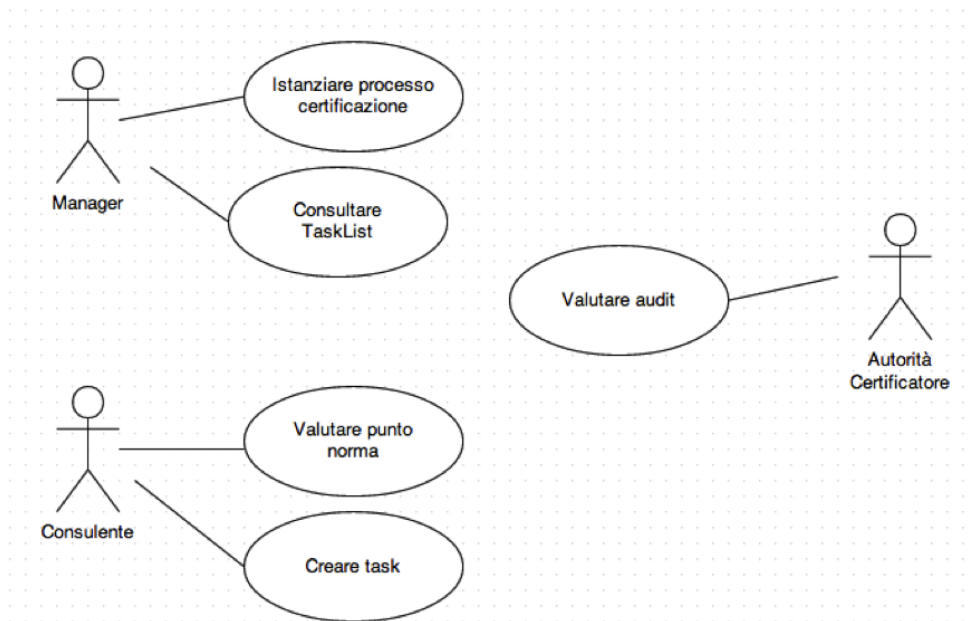 Istanziare processo
certificazione
Manager
Consultare
TaskList
Valutare audit
Autorità
Certificatore
Valutare punto
norma
Consulente
Creare task